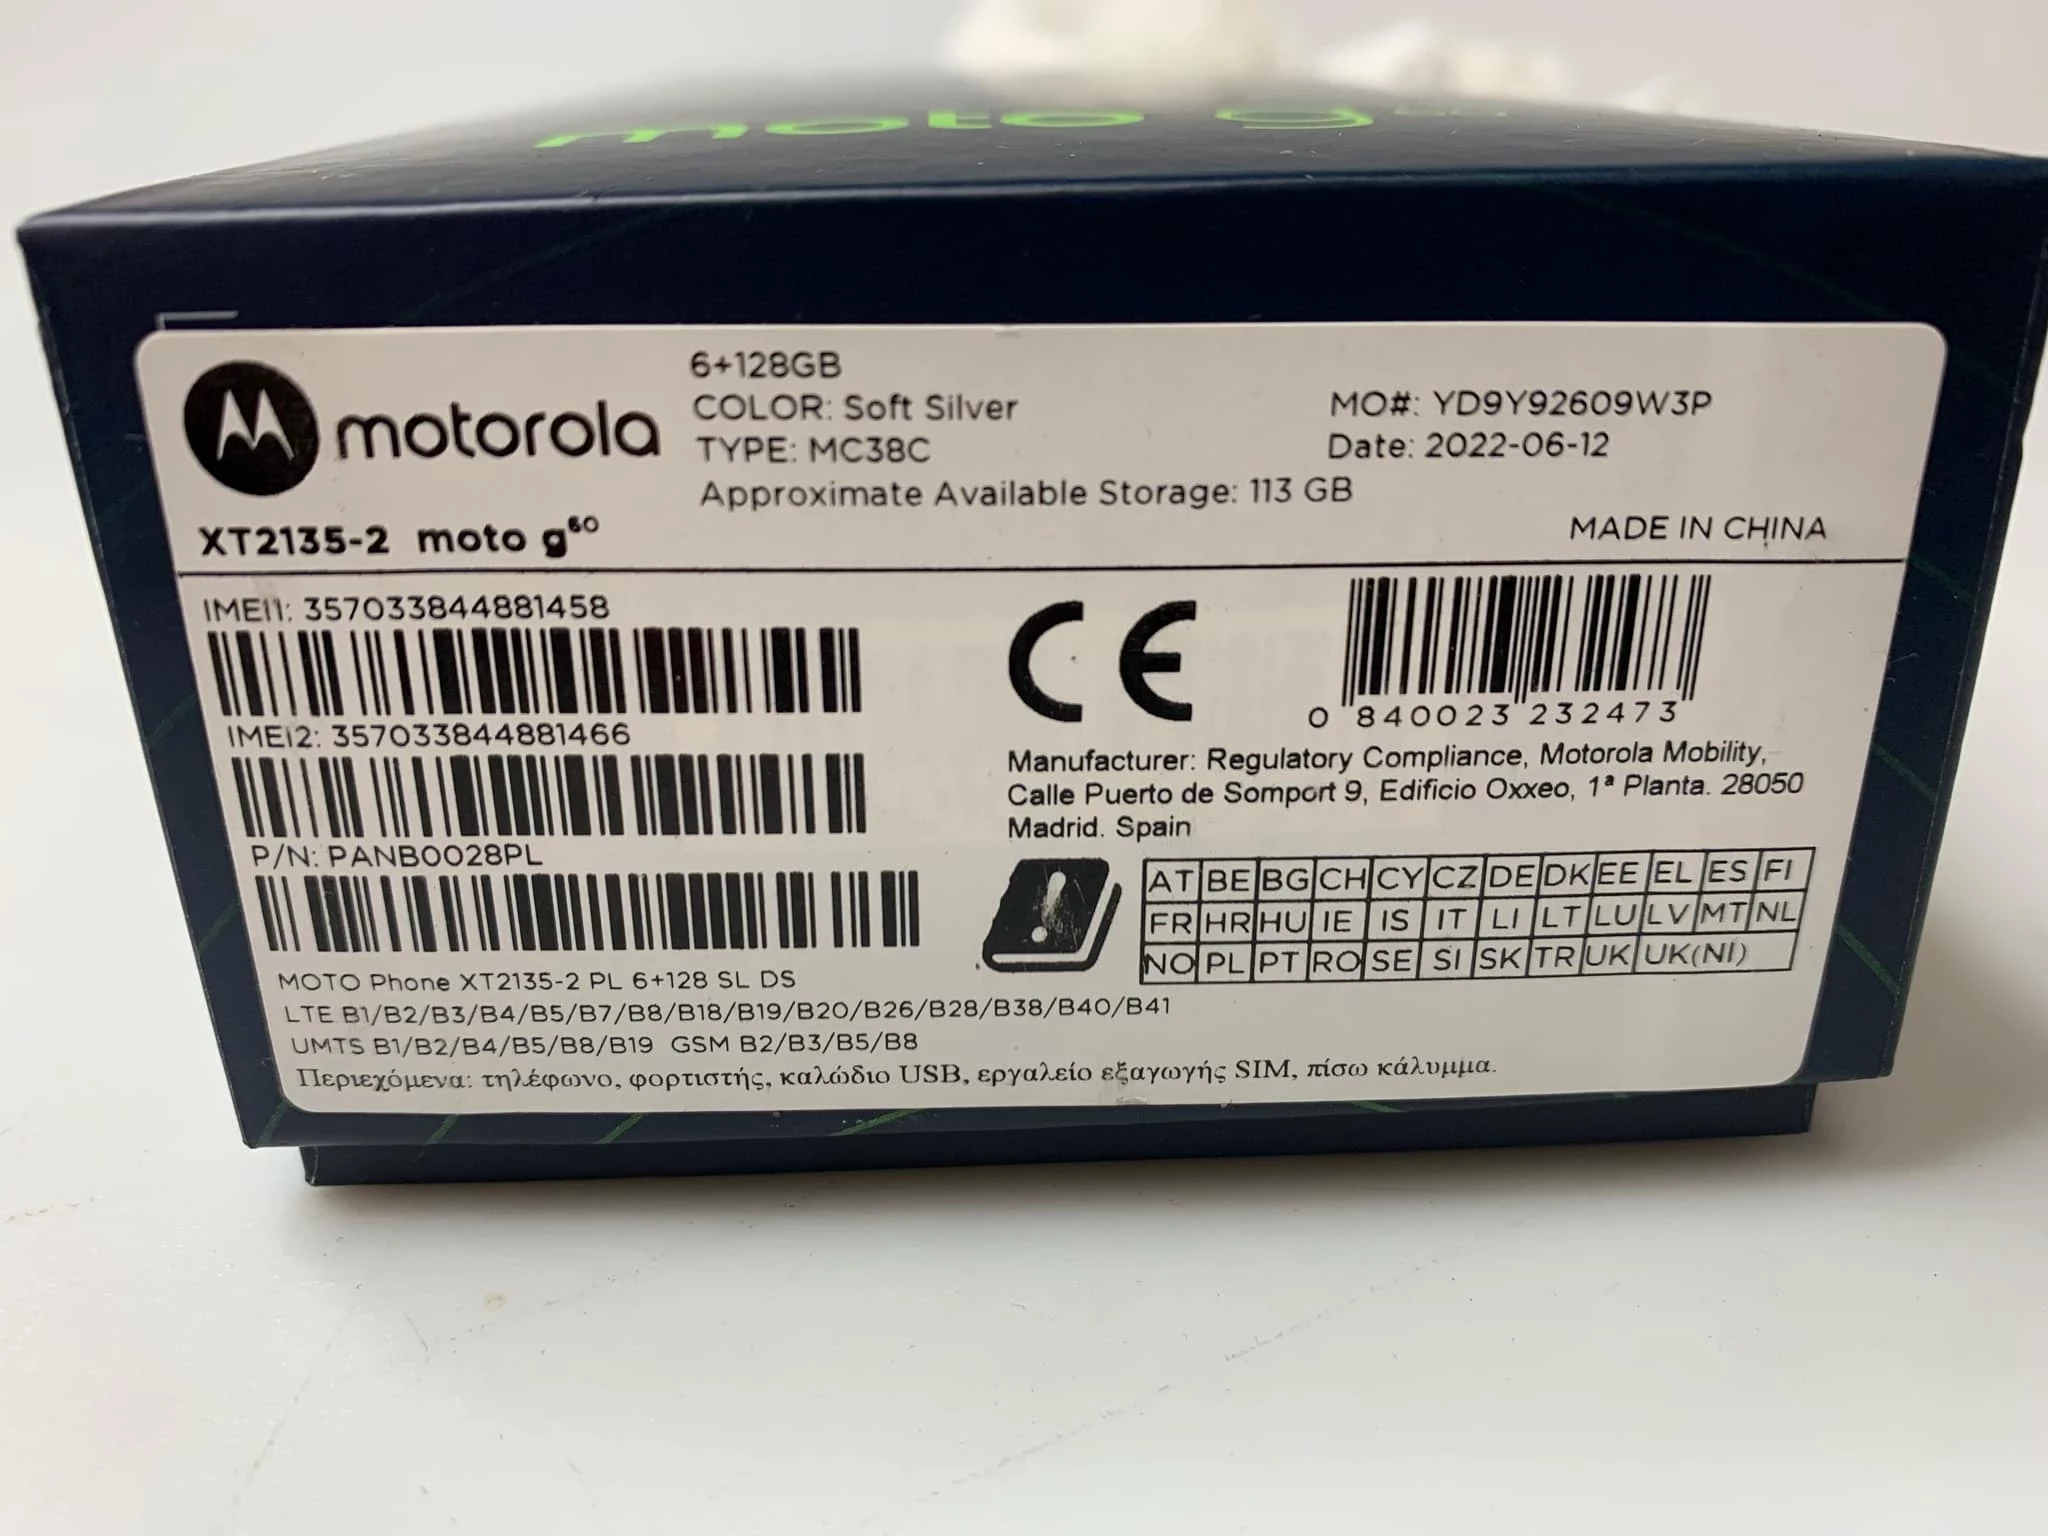 moto g
motorola
6+128GB
COLOR: Soft Silver
TYPE: MC38C
Approximate Available Storage: 113 GB
MO#: YD9Y92609W3P
Date: 2022-06-12
MADE IN CHINA
XT2135-2 moto g60
IMEI1: 357033844881458
IMEI2: 357033844881466
P/N: PANB0028PL
CE
0 840023 232473
Manufacturer: Regulatory Compliance, Motorola Mobility,
Calle Puerto de Somport 9, Edificio Oxxeo, 1ª Planta. 28050
Madrid. Spain
AT BE BG CH CY CZ DE DK EE EL ES FI
FR HR HU IE IS IT LI LT LU LV MT NL
NO PL PT RO SE SI SK TR UK UK(NI)
MOTO Phone XT2135-2 PL 6+128 SL DS
LTE B1/B2/B3/B4/B5/B7/B8/B18/B19/B20/B26/B28/B38/B40/B41
UMTS B1/B2/B4/B5/B8/B19 GSM B2/B3/B5/B8
Περιεχόμενα: τηλέφωνο, φορτιστής, καλώδιο USB, εργαλείο εξαγωγής SIM, πίσω κάλυμμα.